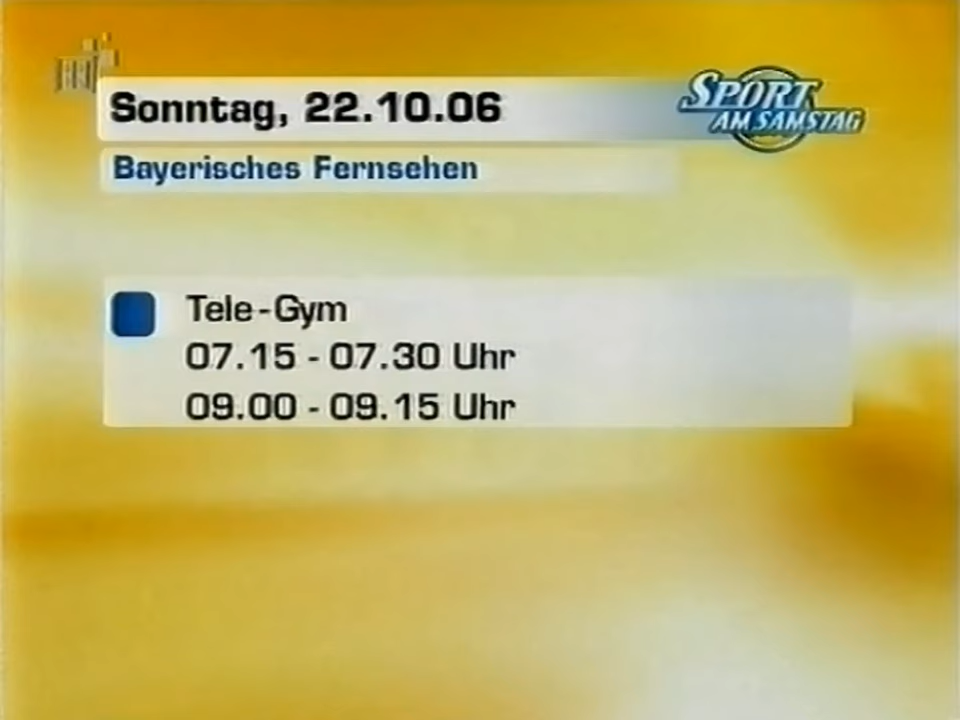 Sonntag, 22.10.06
SPORT
AM SAMSTAG
Bayerisches Fernsehen
Tele-Gym
07.15 - 07.30 Uhr
09.00 - 09.15 Uhr